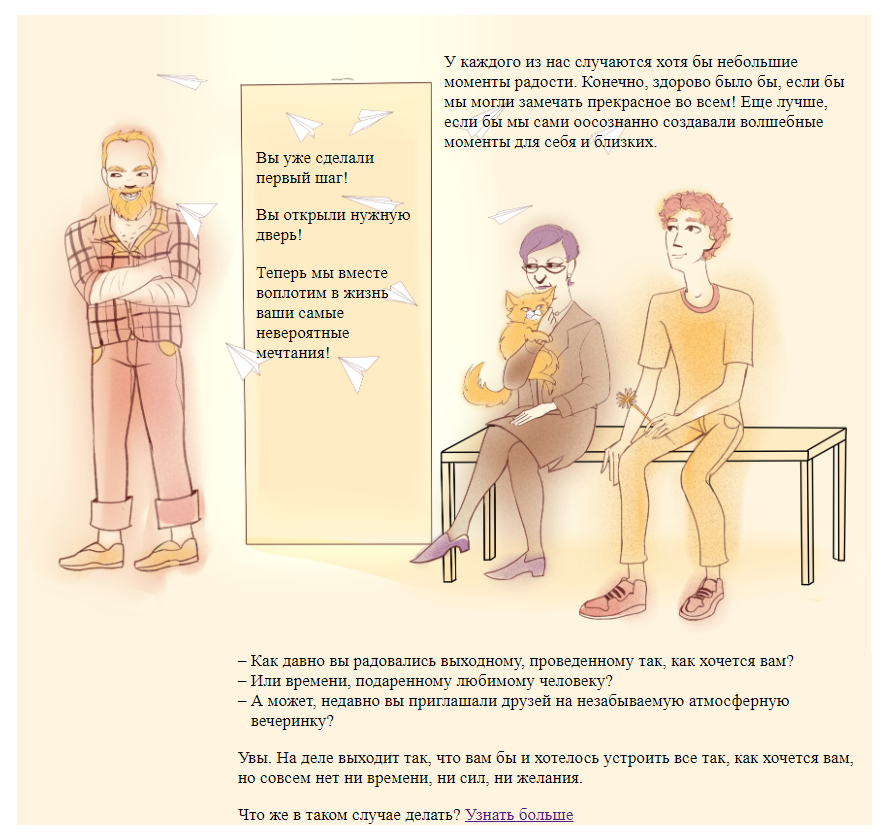 У каждого из нас случаются хотя бы небольшие
моменты радости. Конечно, здорово было бы, если бы
мы могли замечать прекрасное во всем! Еще лучше,
если бы мы сами оосознанно создавали волшебные
моменты для себя и близких.
Вы уже сделали
первый шаг!
Вы открыли нужную
дверь!
Теперь мы вместе
воплотим в жизнь
ваши самые
невероятные
мечтания!
– Как давно вы радовались выходному, проведенному так, как хочется вам?
– Или времени, подаренному любимому человеку?
– А может, недавно вы приглашали друзей на незабываемую атмосферную
вечеринку?
Увы. На деле выходит так, что вам бы и хотелось устроить все так, как хочется вам,
но совсем нет ни времени, ни сил, ни желания.
Что же в таком случае делать? Узнать больше